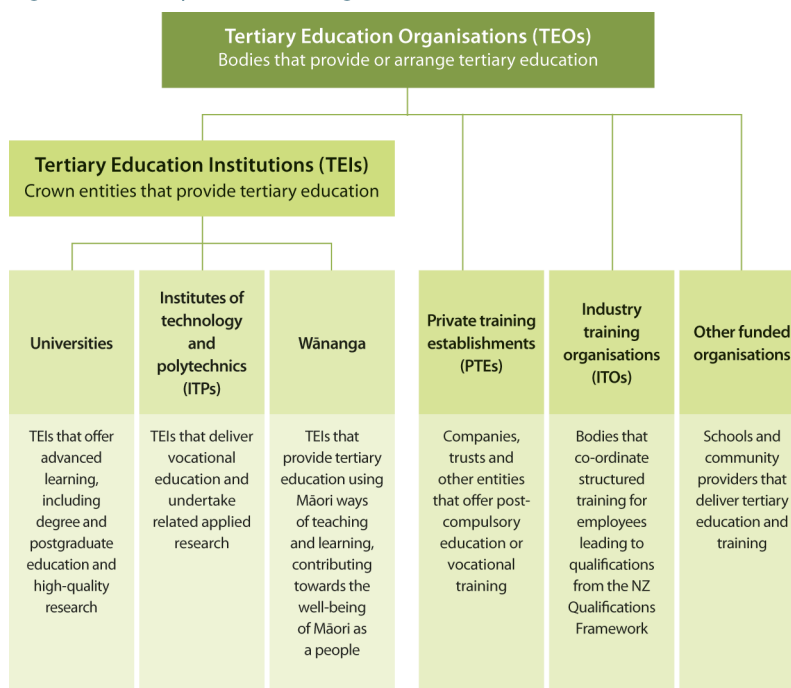 Tertiary Education Organisations (TEOs)
Bodies that provide or arrange tertiary education
Tertiary Education Institutions (TEIs)
Crown entities that provide tertiary education
Universities
Institutes of
technology
and
polytechnics
(ITPs)
Wānanga
Private training
establishments
(PTEs)
Industry
training
organisations
(ITOs)
Other funded
organisations
TEIs that offer
advanced
learning,
including
degree and
postgraduate
education and
high-quality
research
TEIs that deliver
vocational
education and
undertake
related applied
research
TEIs that
provide tertiary
education using
Māori ways
of teaching
and learning,
contributing
towards the
well-being
of Māori as
a people
Companies,
trusts and
other entities
that offer post-
compulsory
education or
vocational
training
Bodies that
co-ordinate
structured
training for
employees
leading to
qualifications
from the NZ
Qualifications
Framework
Schools and
community
providers that
deliver tertiary
education and
training